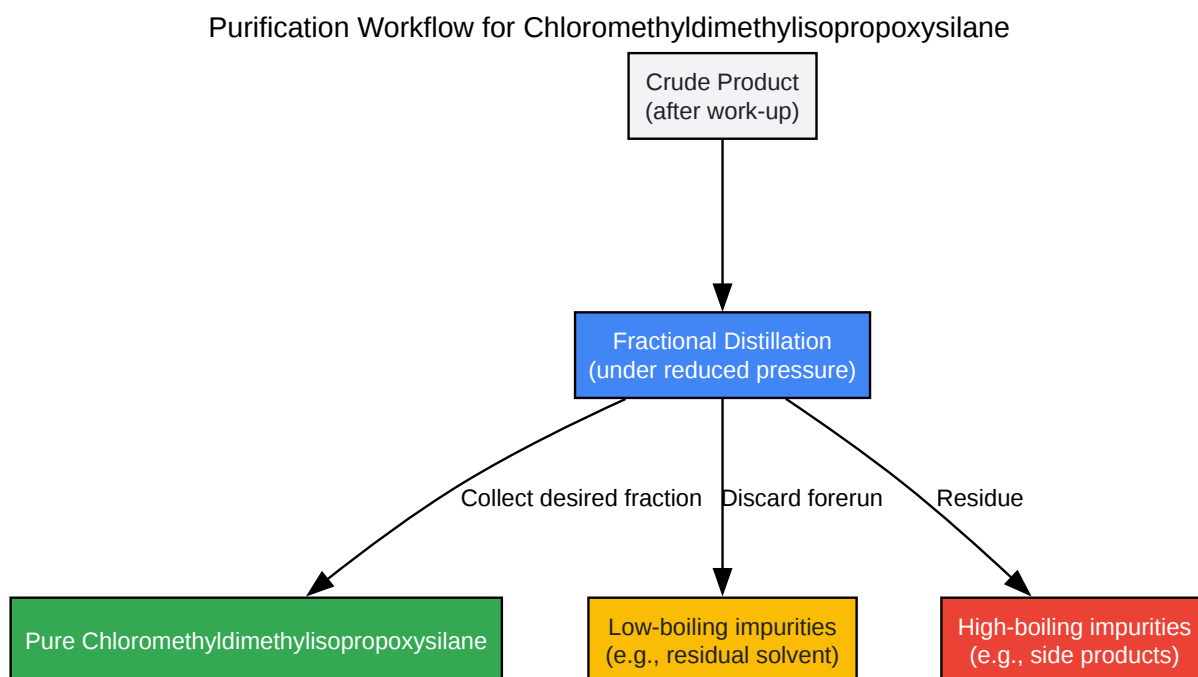 Purification Workflow for Chloromethyldimethylisopropoxysilane
Crude Product
(after work-up)
Fractional Distillation
(under reduced pressure)
Collect desired fraction
Discard forerun
Residue
Pure Chloromethyldimethylisopropoxysilane
Low-boiling impurities
(e.g., residual solvent)
High-boiling impurities
(e.g., side products)